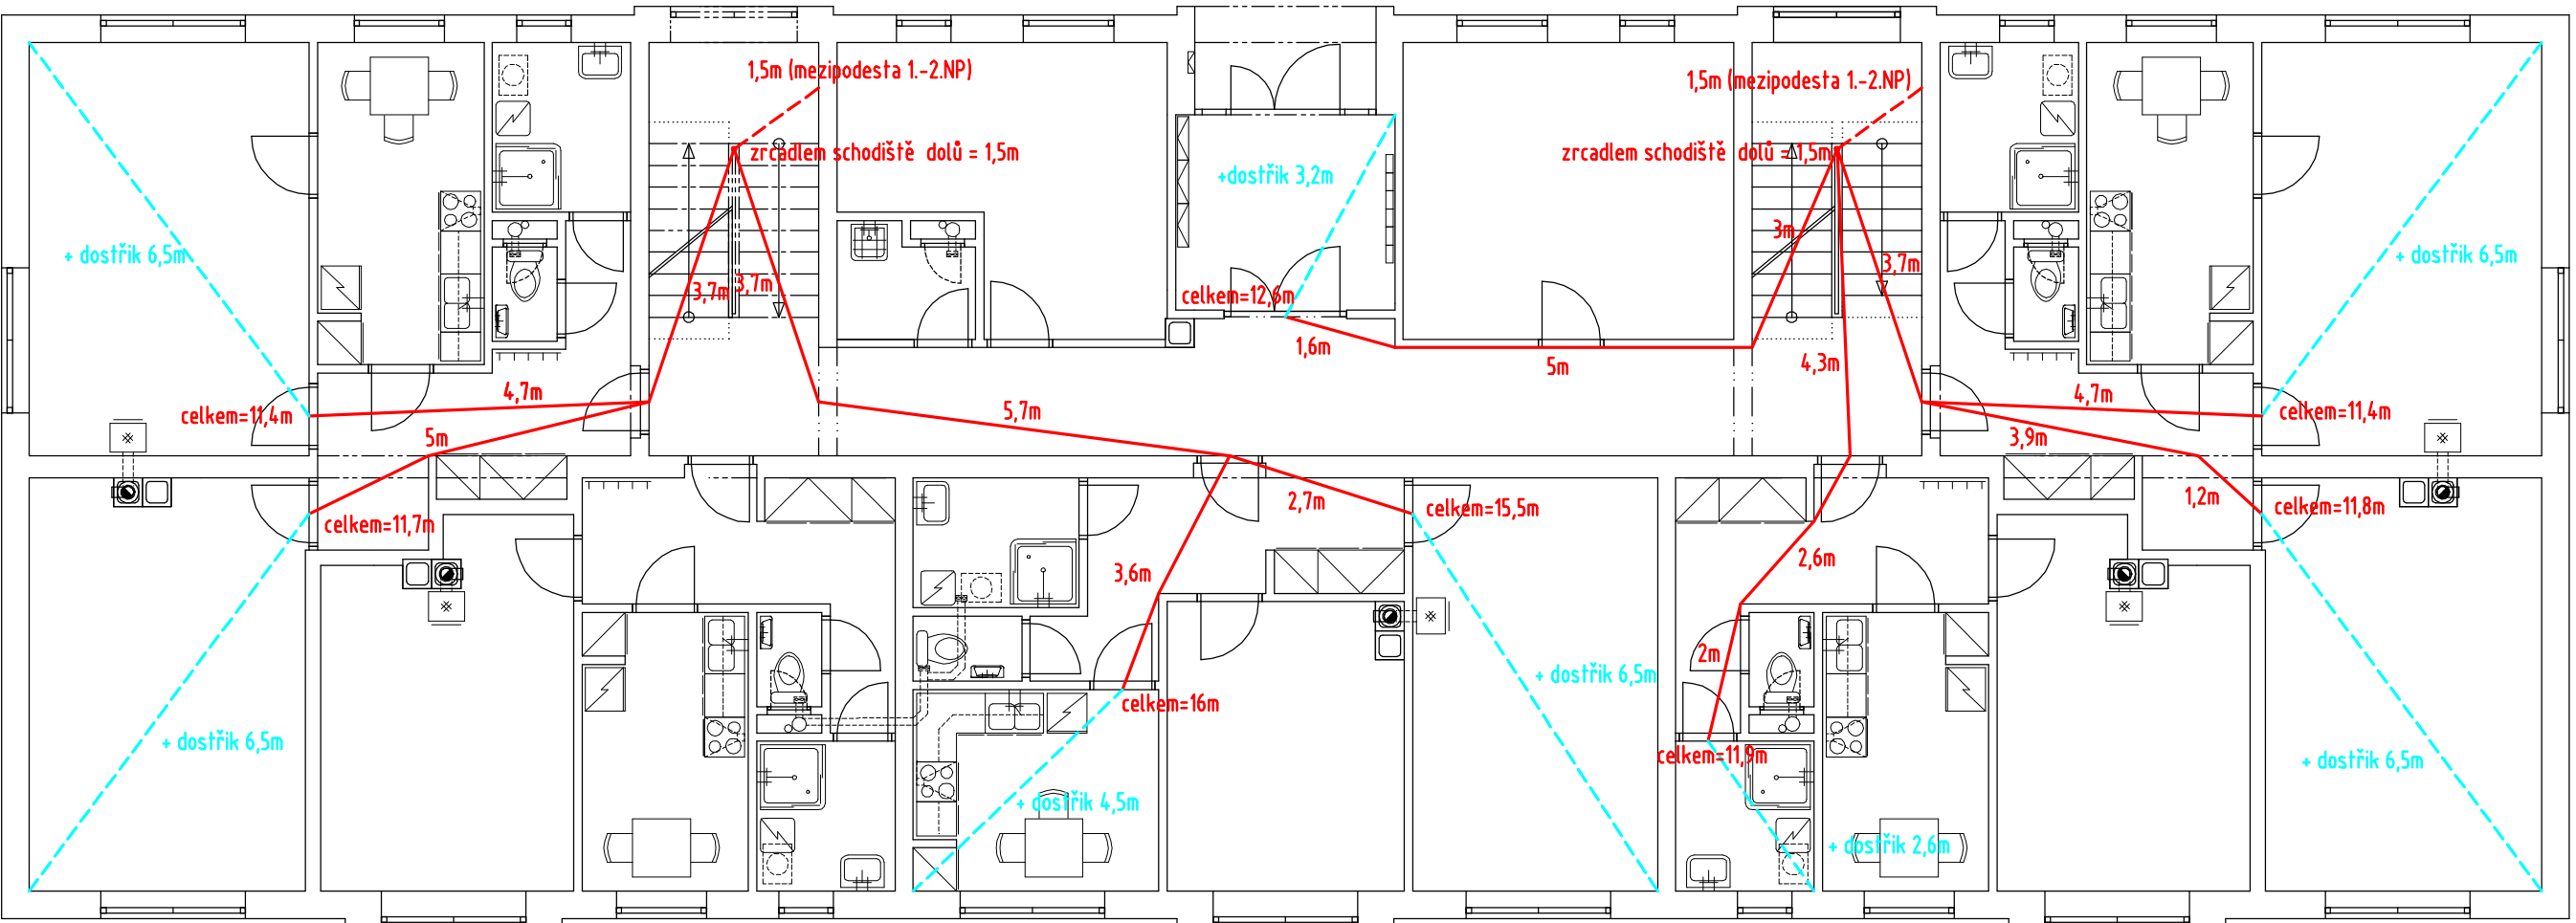 1,5m (mezipodesta 1.-2.NP)
1,5m (mezipodesta 1.-2.NP)
zrcadlem schodiště dolů = 1,5m
zrcadlem schodiště dolů = 1,5m
+dostřik 3,2m
3m
+ dostřik 6,5m
3,7m
3,7m
celkem=12,6m
3,7m
+ dostřik 6,5m
1,6m
5m
4,3m
4,7m
4,7m
celkem=11,4m
5,7m
celkem=11,4m
5m
3,9m
celkem=11,7m
2,7m
celkem=15,5m
1,2m
celkem=11,8m
3,6m
2,6m
2m
+ dostřik 6,5m
celkem=16m
+ dostřik 6,5m
celkem=11,9m
+ dostřik 6,5m
+ dostřik 4,5m
+ dostřik 2,6m